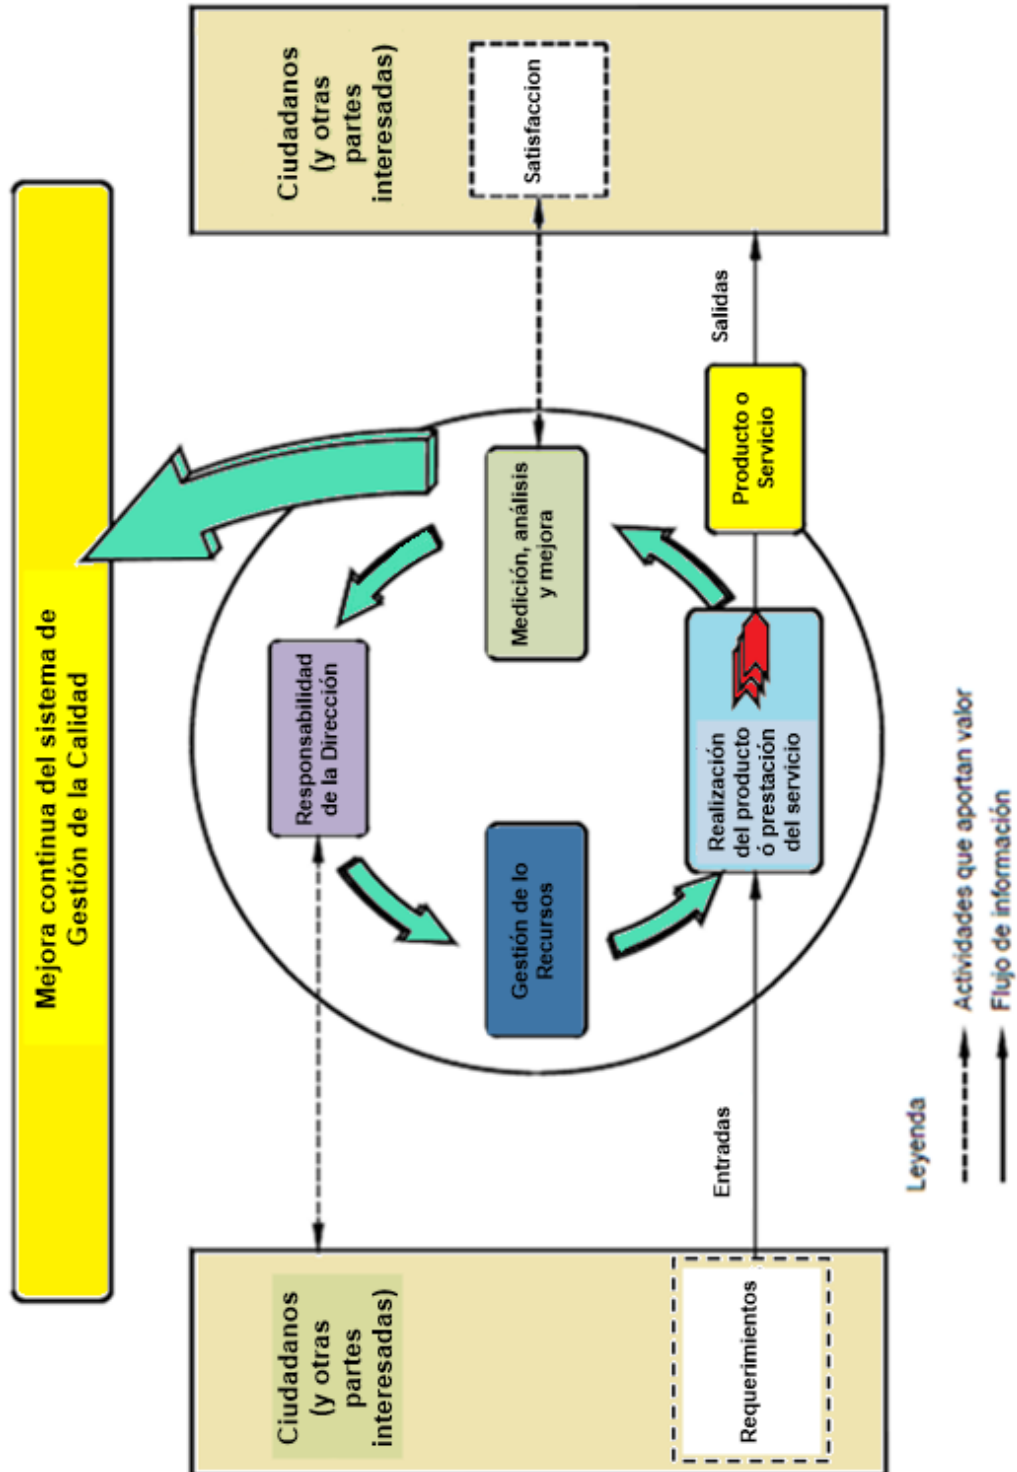 Mejora continua del sistema de
Gestión de la Calidad
Ciudadanos
(y otras
partes
interesadas)
Ciudadanos
(y otras
partes
interesadas)
Responsabilidad
de la Dirección
Gestión de lo
Recursos
Medición, análisis
y mejora
Satisfaccion
Requerimientos
Entradas
Realización
del producto
ó prestación
del servicio
Producto o
Servicio
Salidas
Leyenda
Actividades que aportan valor
Flujo de información